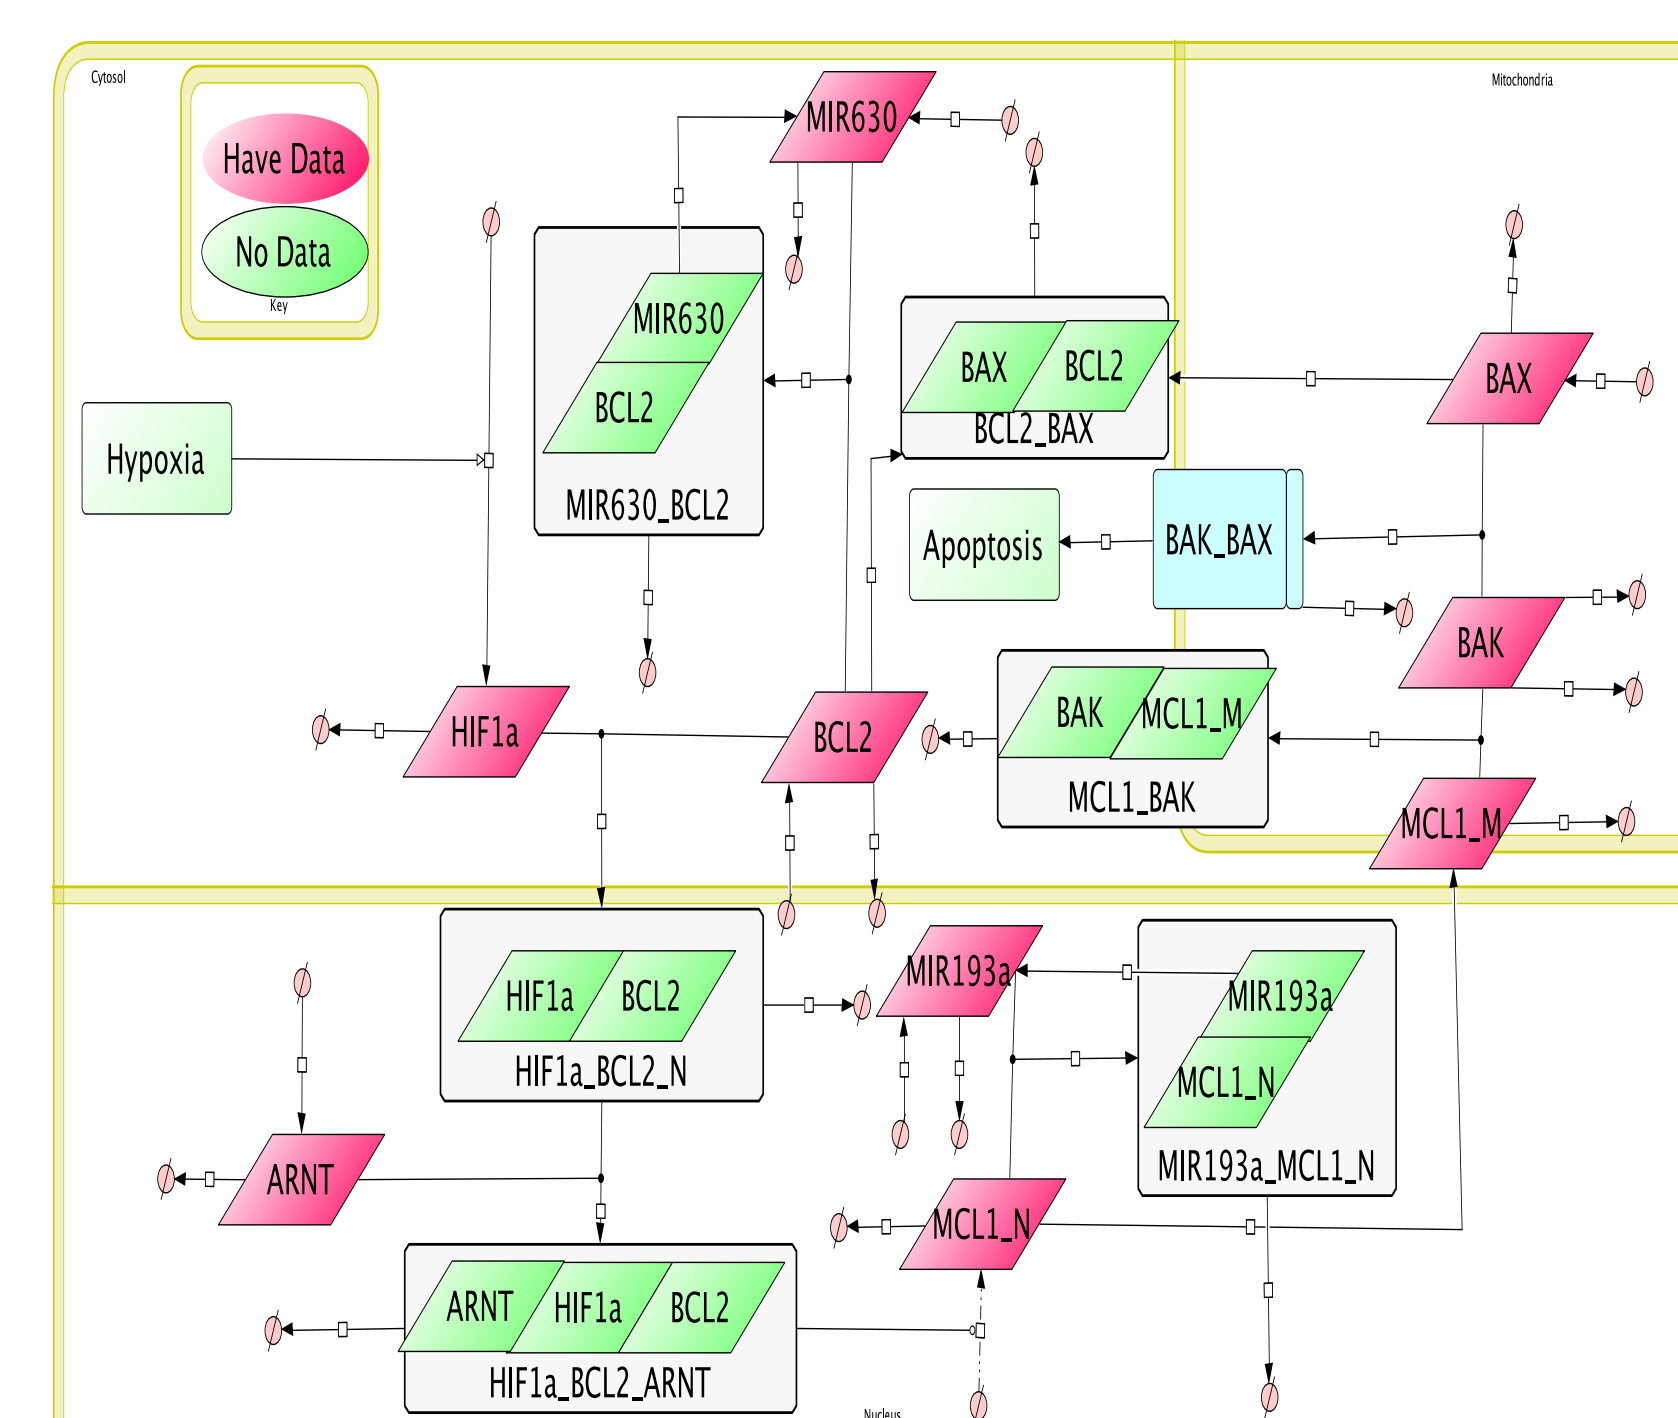 Cytosol
Mitochondria
Have Data
No Data
Key
MIR630
MIR630
BCL2
MIR630_BCL2
BAX
BCL2
BCL2_BAX
BAX
Hypoxia
Apoptosis
BAK_BAX
BAK
HIF1a
BCL2
BAK
MCL1_M
MCL1_BAK
MCL1_M
HIF1a
BCL2
HIF1a_BCL2_N
MIR193a
MIR193a
MCL1_N
MIR193a_MCL1_N
ARNT
MCL1_N
ARNT
HIF1a
BCL2
HIF1a_BCL2_ARNT
Nucleus